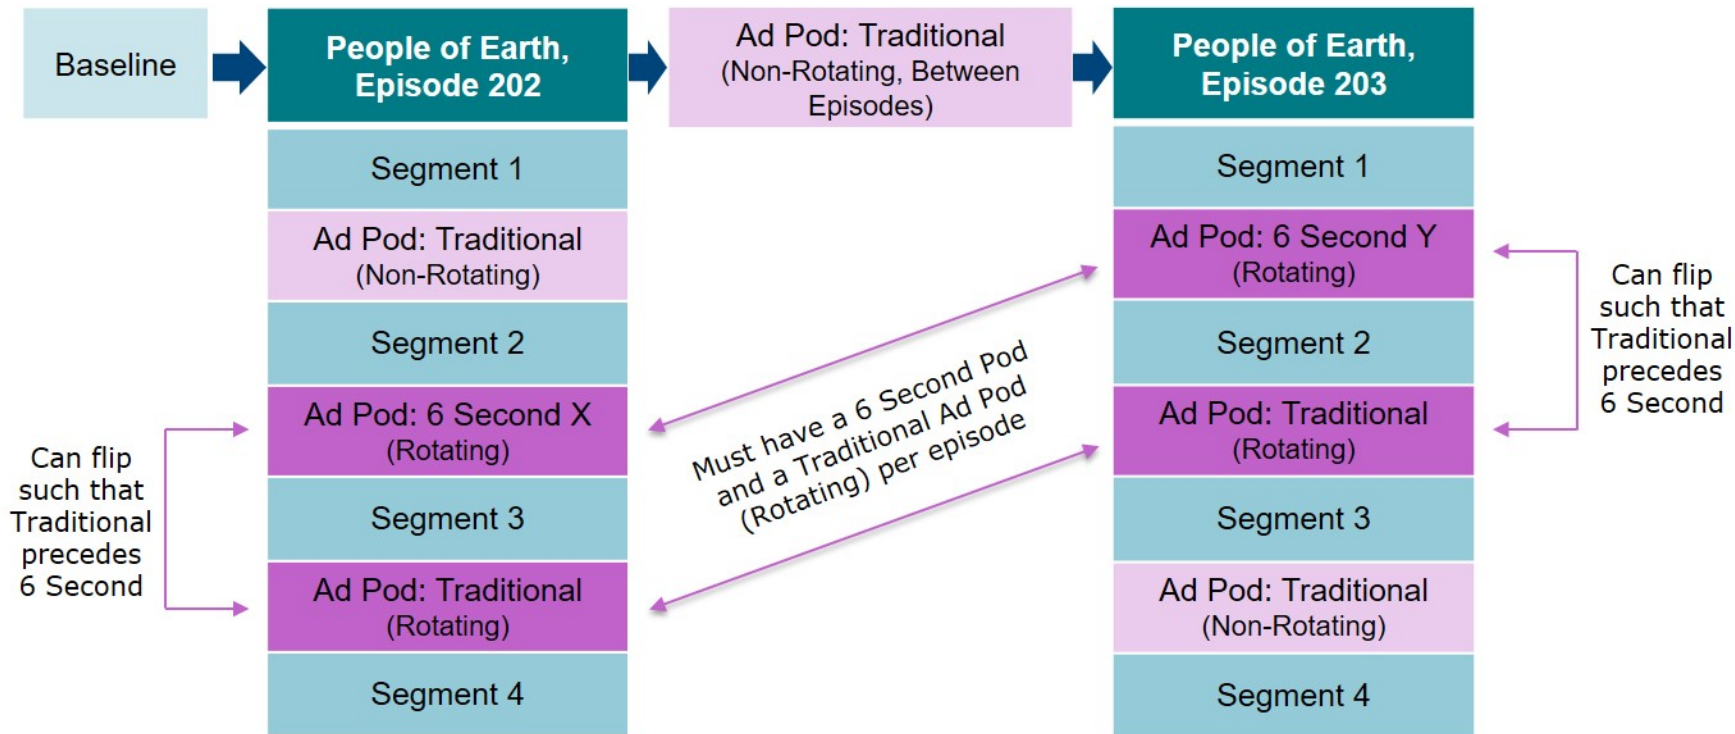 Baseline
People of Earth,
Episode 202
Ad Pod: Traditional
(Non-Rotating, Between
Episodes)
People of Earth,
Episode 203
Segment 1
Ad Pod: Traditional
(Non-Rotating)
Segment 2
Ad Pod: 6 Second X
(Rotating)
Segment 3
Ad Pod: Traditional
(Rotating)
Segment 4
Can flip
such that
Traditional
precedes
6 Second
Must have a 6 Second Pod
and a Traditional Ad Pod
(Rotating) per episode
Segment 1
Ad Pod: 6 Second Y
(Rotating)
Segment 2
Ad Pod: Traditional
(Rotating)
Segment 3
Ad Pod: Traditional
(Non-Rotating)
Segment 4
Can flip
such that
Traditional
precedes
6 Second